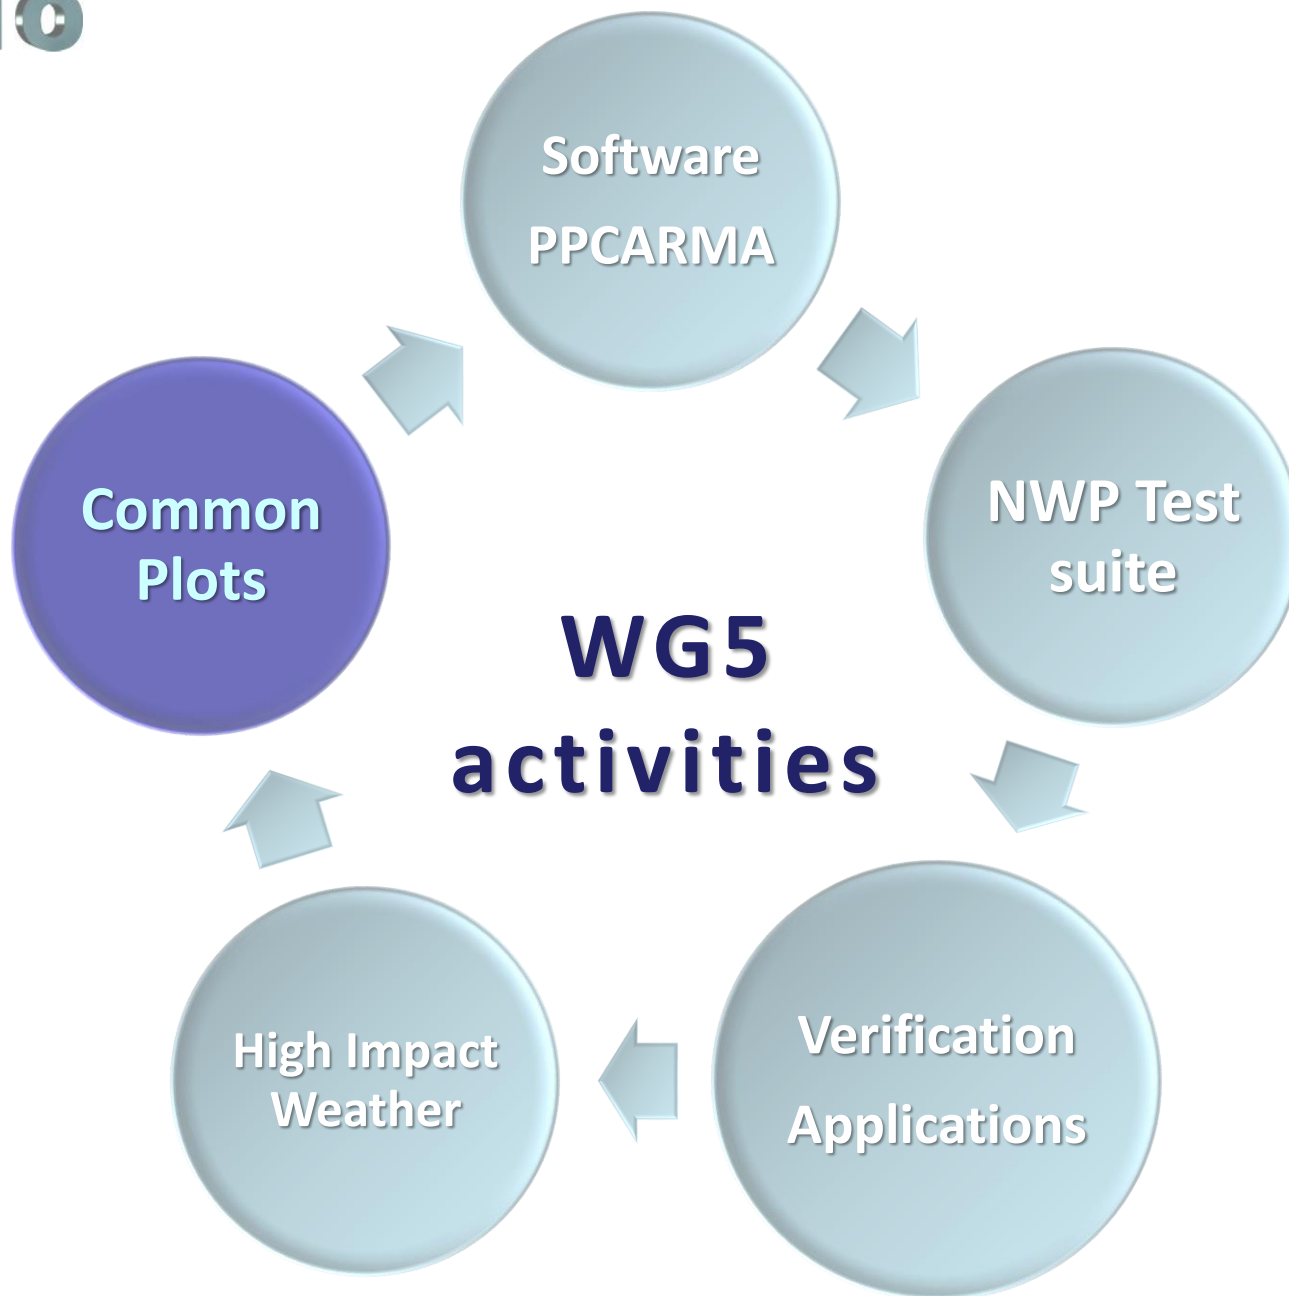 Software
PPCARMA
Common
Plots
NWP Test
suite
WG5
activities
High Impact
Weather
Verification
Applications